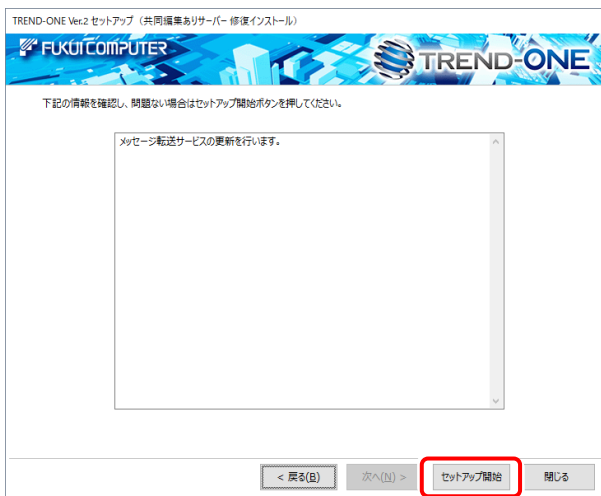 TREND-ONE Ver.2 セットアップ（共同編集ありサーバー 修復インストール）
FUKUI COMPUTER
TREND-ONE
下記の情報を確認し、問題ない場合はセットアップ開始ボタンを押してください。
メッセージ転送サービスの更新を行います。
< 戻る(B) 次へ(N) > セットアップ開始 閉じる